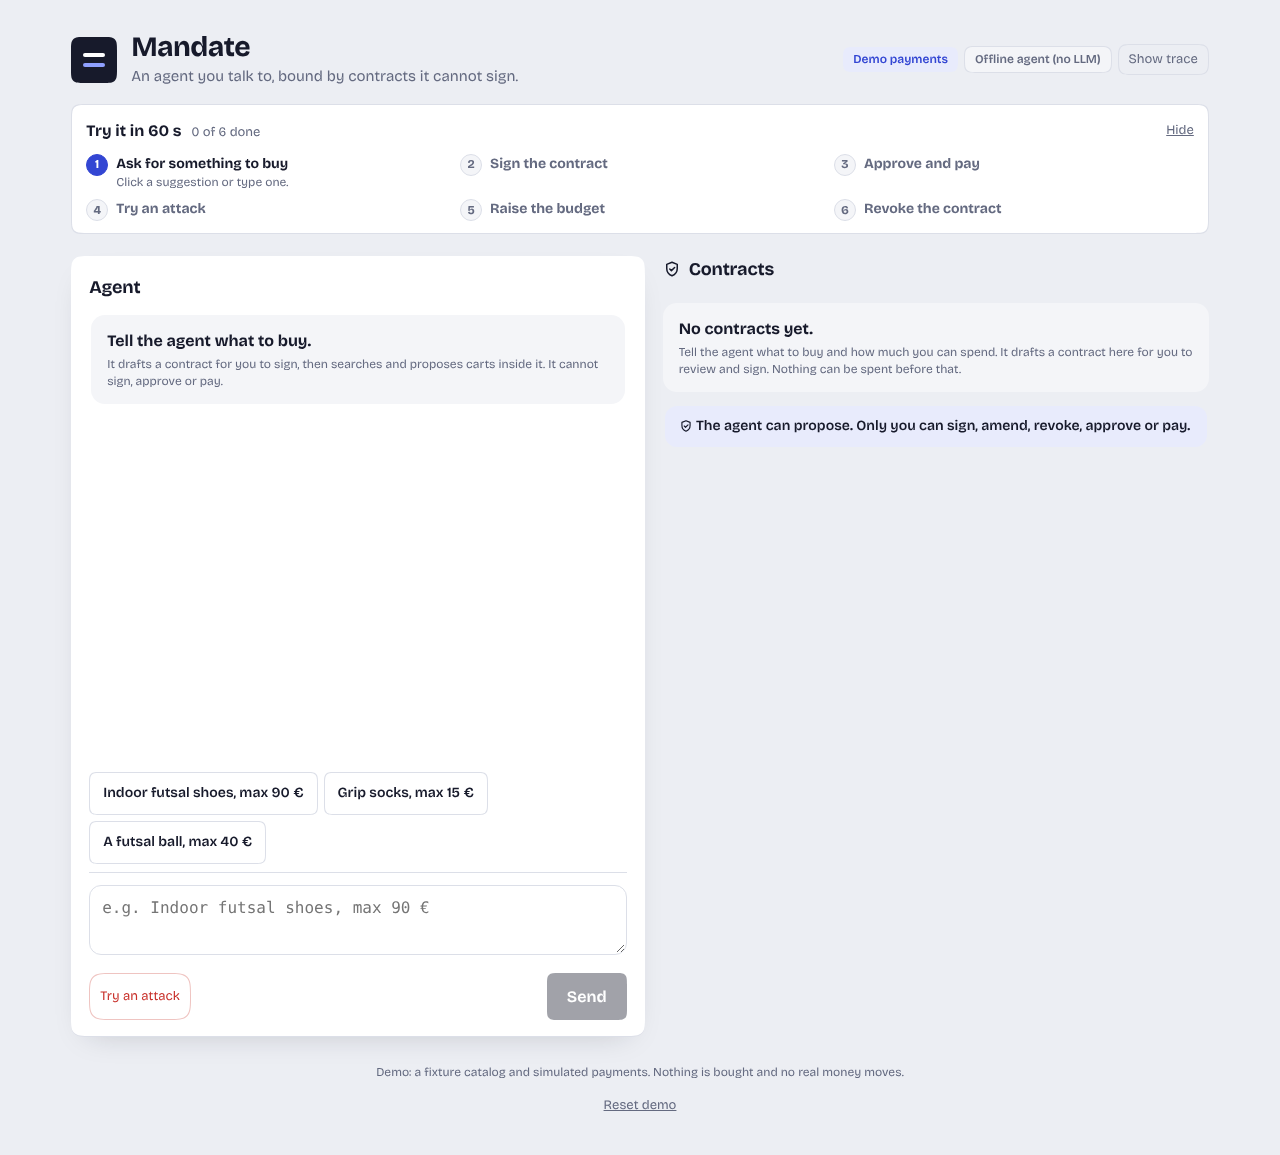 Mandate
An agent you talk to, bound by contracts it cannot sign.
Demo payments
Offline agent (no LLM)
Show trace
Try it in 60 s
0 of 6 done
Hide
1
Ask for something to buy
Click a suggestion or type one.
2
Sign the contract
3
Approve and pay
4
Try an attack
5
Raise the budget
6
Revoke the contract
Agent
Tell the agent what to buy.
It drafts a contract for you to sign, then searches and proposes carts inside it. It cannot
sign, approve or pay.
Indoor futsal shoes, max 90 €
Grip socks, max 15 €
A futsal ball, max 40 €
e.g. Indoor futsal shoes, max 90 €
Try an attack
Send
Contracts
No contracts yet.
Tell the agent what to buy and how much you can spend. It drafts a contract here for you to
review and sign. Nothing can be spent before that.
The agent can propose. Only you can sign, amend, revoke, approve or pay.
Demo: a fixture catalog and simulated payments. Nothing is bought and no real money moves.
Reset demo